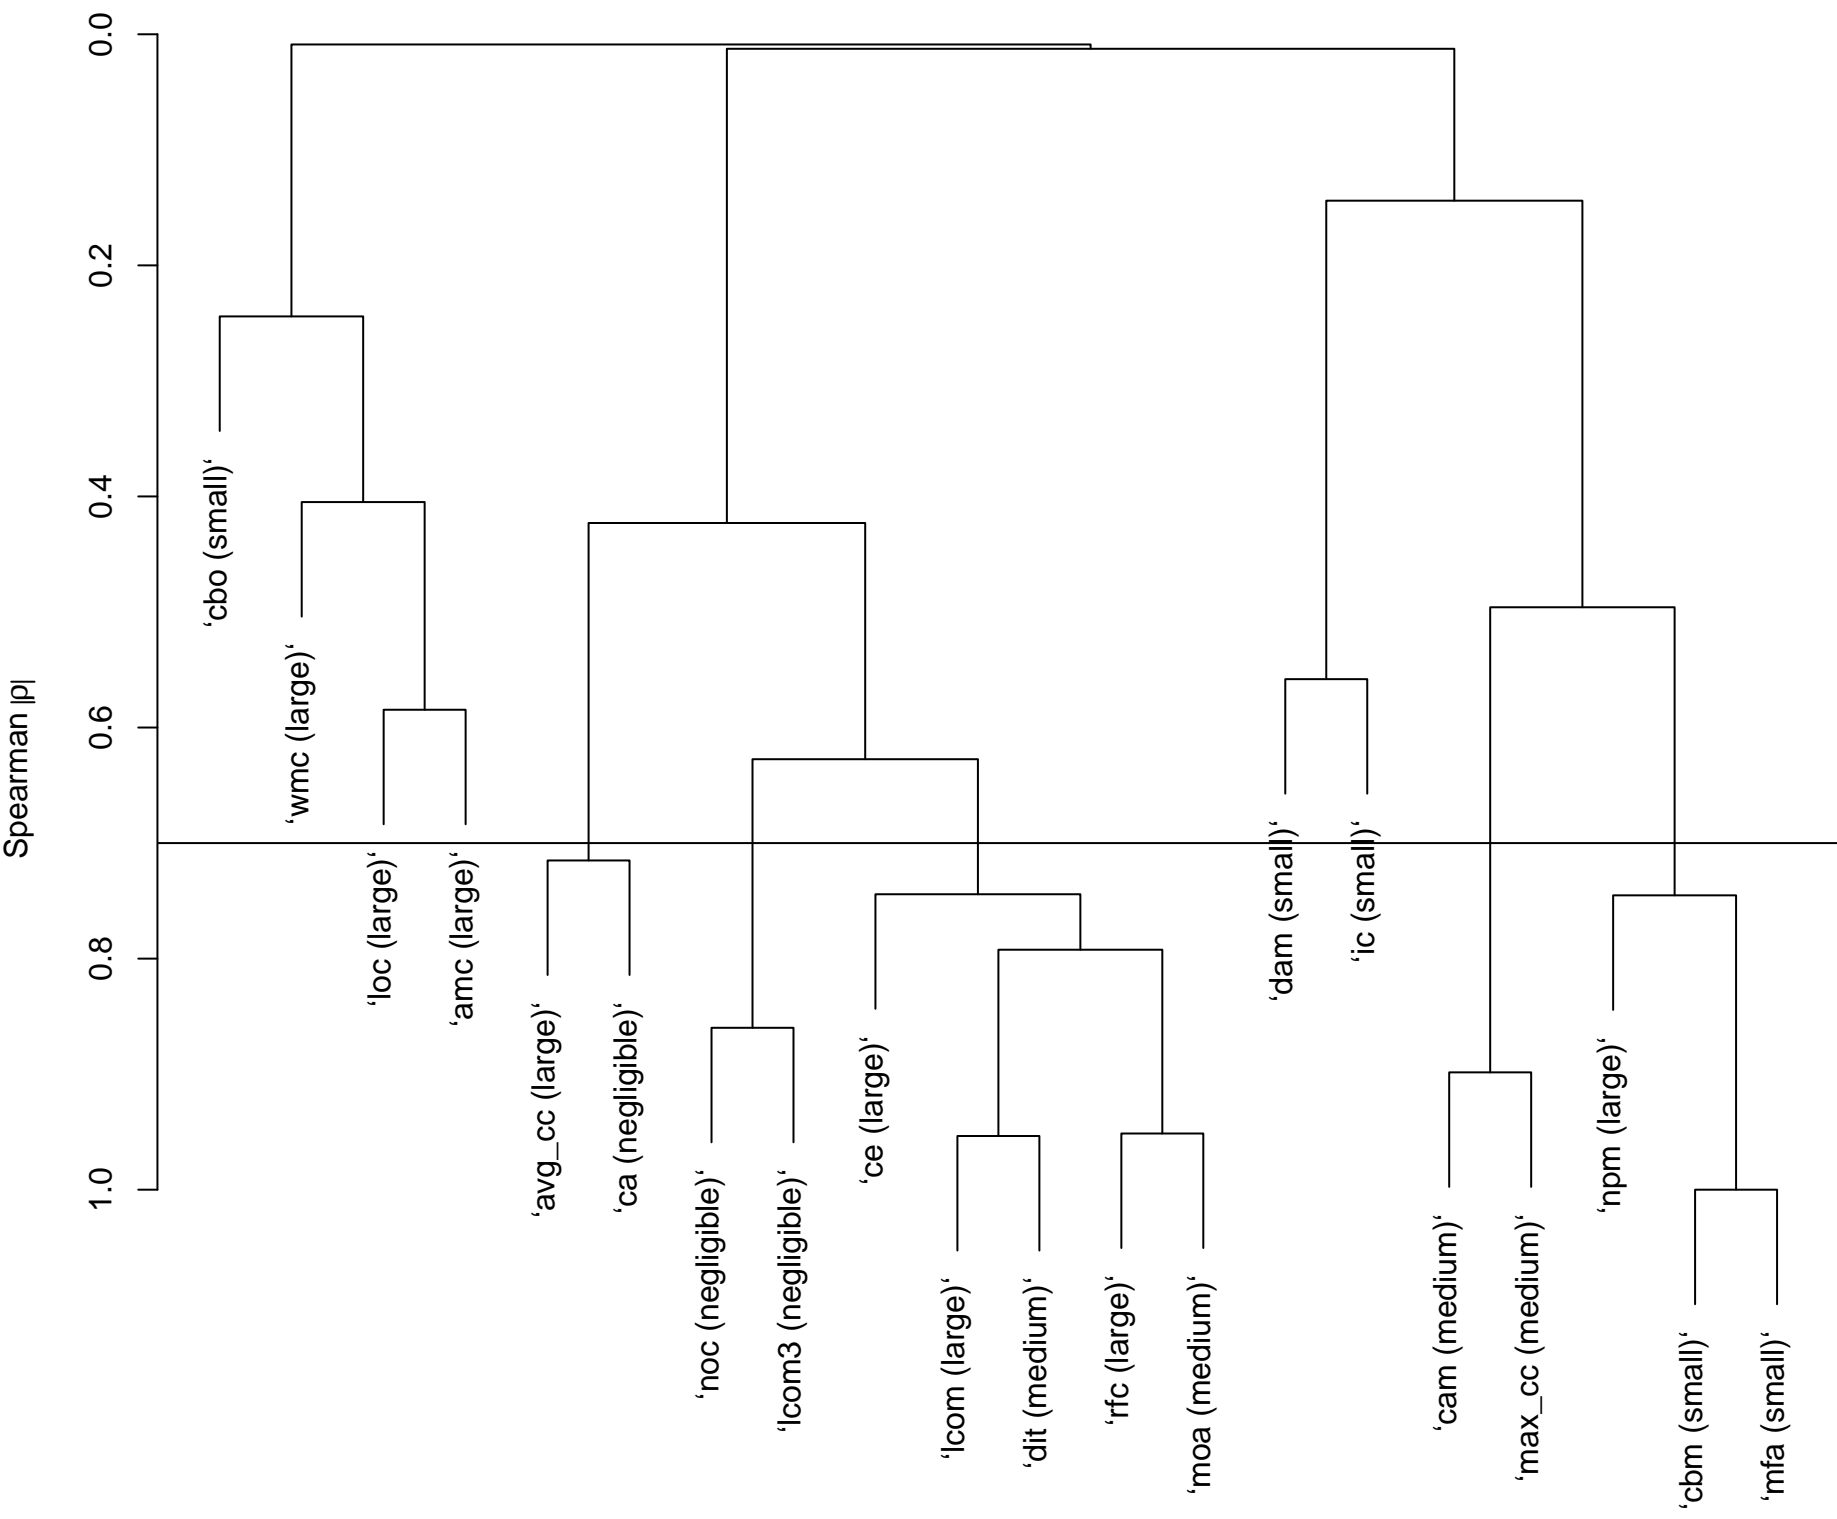 Spearman |ρ|
0.0
0.2
0.4
0.6
0.8
1.0
‘cbo (small)‘
‘wmc (large)‘
‘loc (large)‘
‘amc (large)‘
‘avg_cc (large)‘
‘ca (negligible)‘
‘noc (negligible)‘
‘lcom3 (negligible)‘
‘ce (large)‘
‘lcom (large)‘
‘dit (medium)‘
‘rfc (large)‘
‘moa (medium)‘
‘dam (small)‘
‘ic (small)‘
‘cam (medium)‘
‘max_cc (medium)‘
‘npm (large)‘
‘cbm (small)‘
‘mfa (small)‘